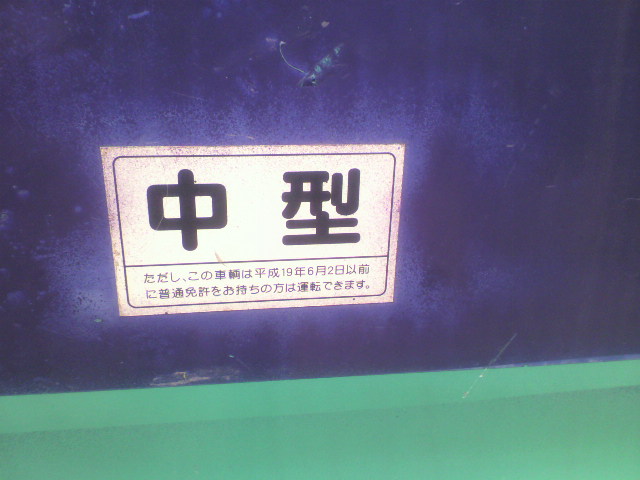 中型
ただし、この車輌は平成19年6月2日以前
に普通免許をお持ちの方は運転できます。